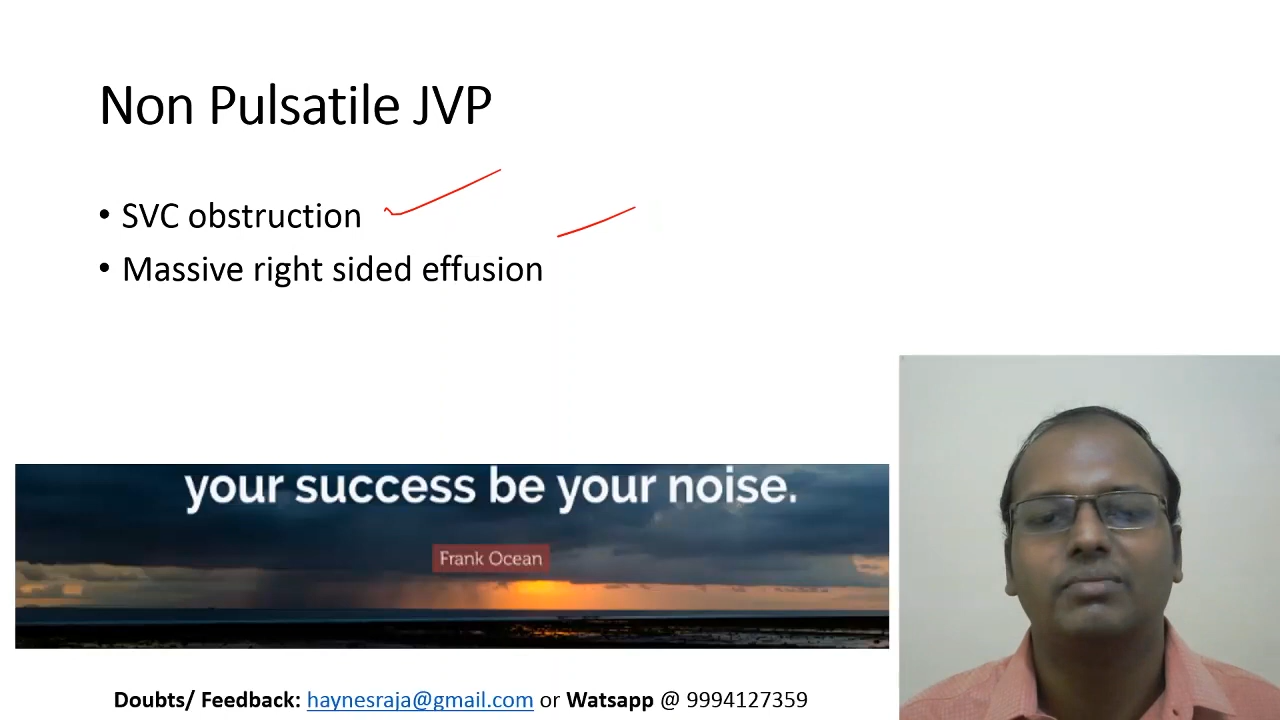 Non Pulsatile JVP
• SVC obstruction
• Massive right sided effusion
your success be your noise.
Frank Ocean
Doubts/ Feedback: haynesraja@gmail.com or Watsapp @ 9994127359